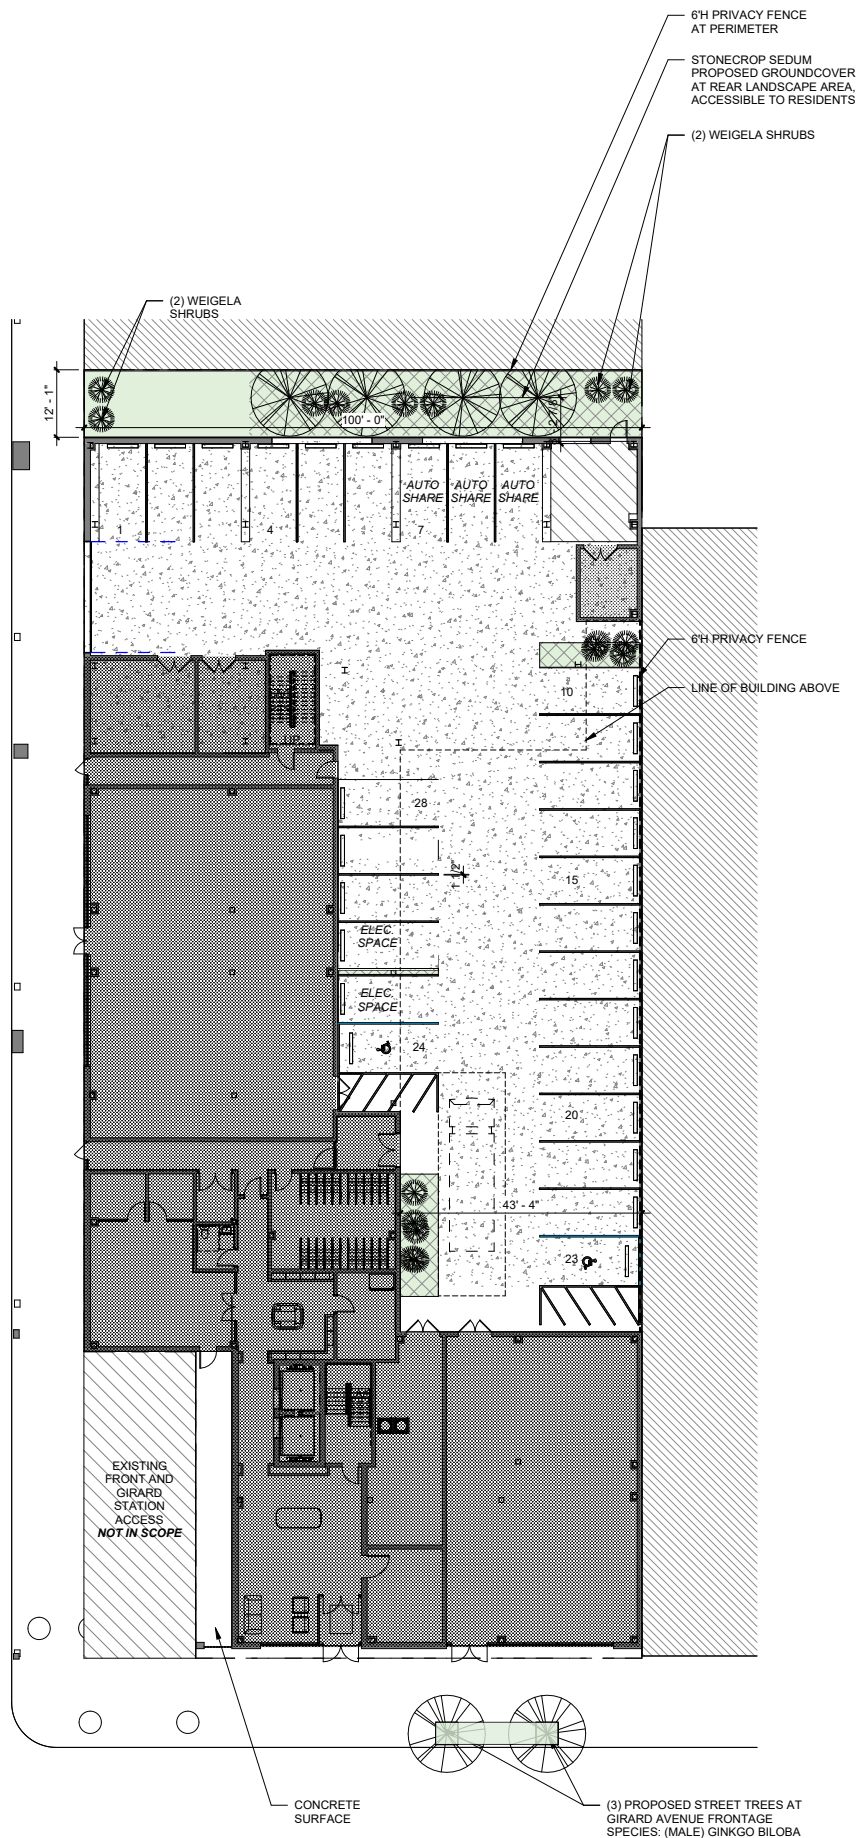 6'H PRIVACY FENCE
AT PERIMETER
STONECROP SEDUM
PROPOSED GROUNDCOVER
AT REAR LANDSCAPE AREA,
ACCESSIBLE TO RESIDENTS
(2) WEIGELA SHRUBS
(2) WEIGELA
SHRUBS
12' - 1"
100' - 0"
AUTO
SHARE
AUTO
SHARE
AUTO
SHARE
1
4
7
6'H PRIVACY FENCE
10
LINE OF BUILDING ABOVE
UP
28
1 1/2"
15
ELEC.
SPACE
ELEC.
SPACE
24
20
43' - 4"
23
EXISTING
FRONT AND
GIRARD
STATION
ACCESS
NOT IN SCOPE
CONCRETE
SURFACE
(3) PROPOSED STREET TREES AT
GIRARD AVENUE FRONTAGE
SPECIES: (MALE) GINKGO BILOBA